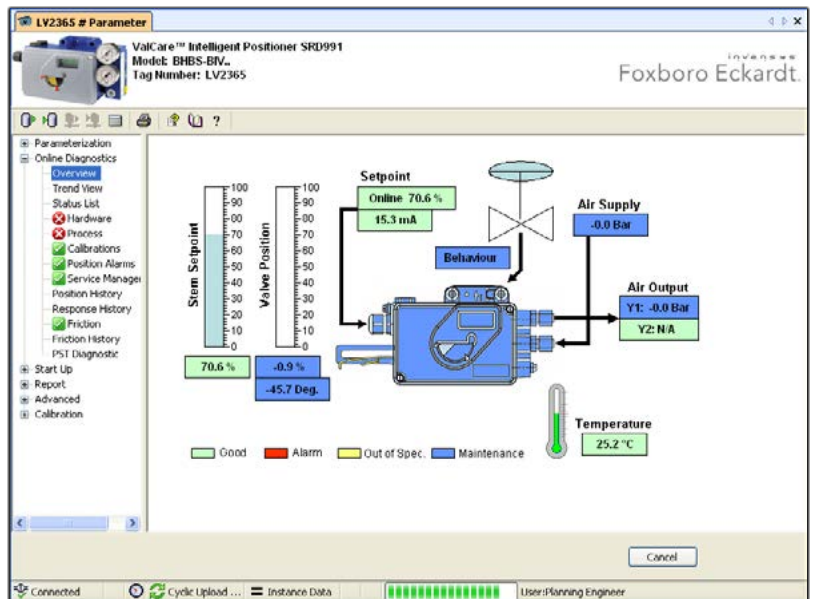 LV2365 # Parameter
ValCare™ Intelligent Positioner SRD991
Model: BHBS-BIV..
Tag Number: LV2365
invensys
Foxboro Eckardt.
Parameterization
Online Diagnostics
Overview
Trend View
Status List
Hardware
Process
Calibrations
Position Alarms
Service Manager
Position History
Response History
Friction
Friction History
PST Diagnostic
Start Up
Report
Advanced
Calibration
Stem Setpoint
100
90
80
70
60
50
40
30
20
10
0
70.6 %
Valve Position
100
90
80
70
60
50
40
30
20
10
0
-0.9 %
-45.7 Deg.
Setpoint
Online 70.6 %
15.3 mA
Behaviour
Air Supply
-0.0 Bar
Air Output
Y1: -0.0 Bar
Y2: N/A
Temperature
25.2 °C
Good
Alarm
Out of Spec.
Maintenance
Cancel
Connected
Cyclic Upload ...
Instance Data
User:Planning Engineer